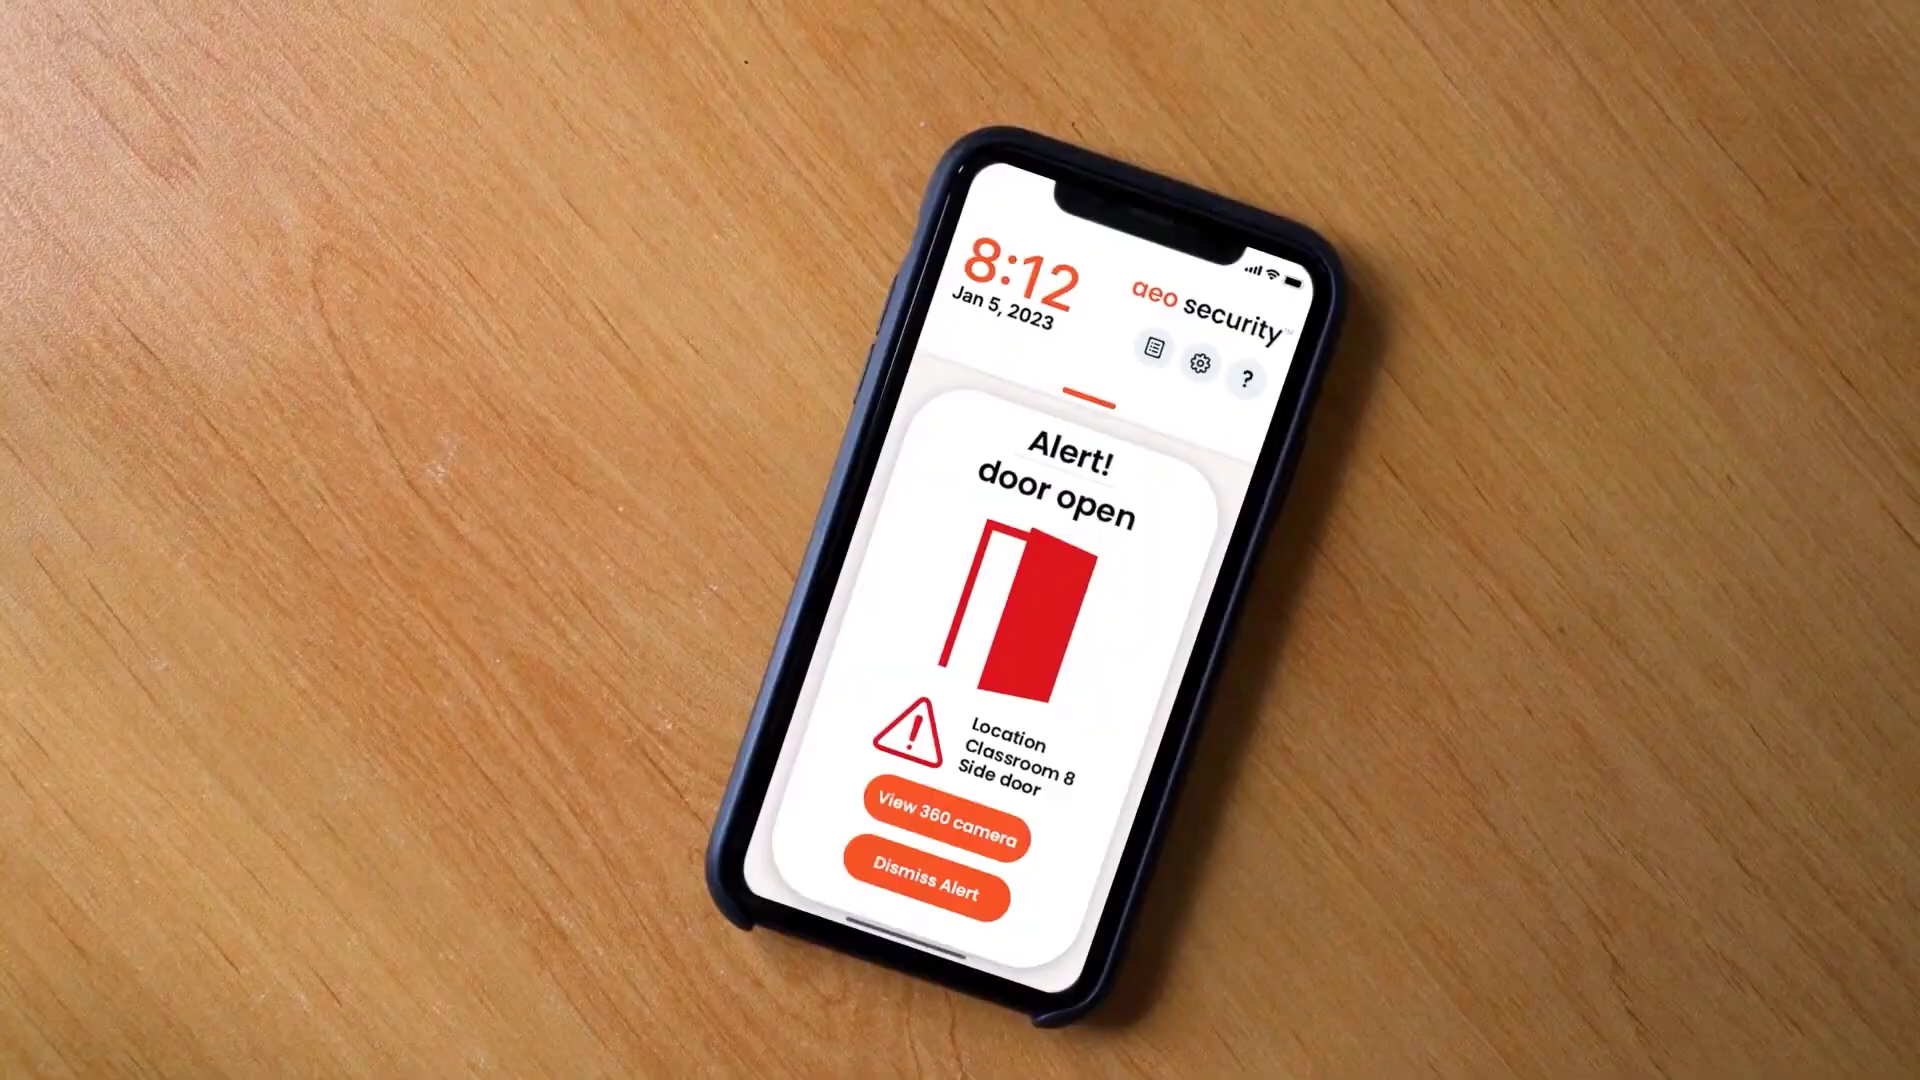 8:12
Jan 5, 2023
aeo security™
?
Alert!
door open
Location
Classroom 8
Side door
View 360 camera
Dismiss Alert